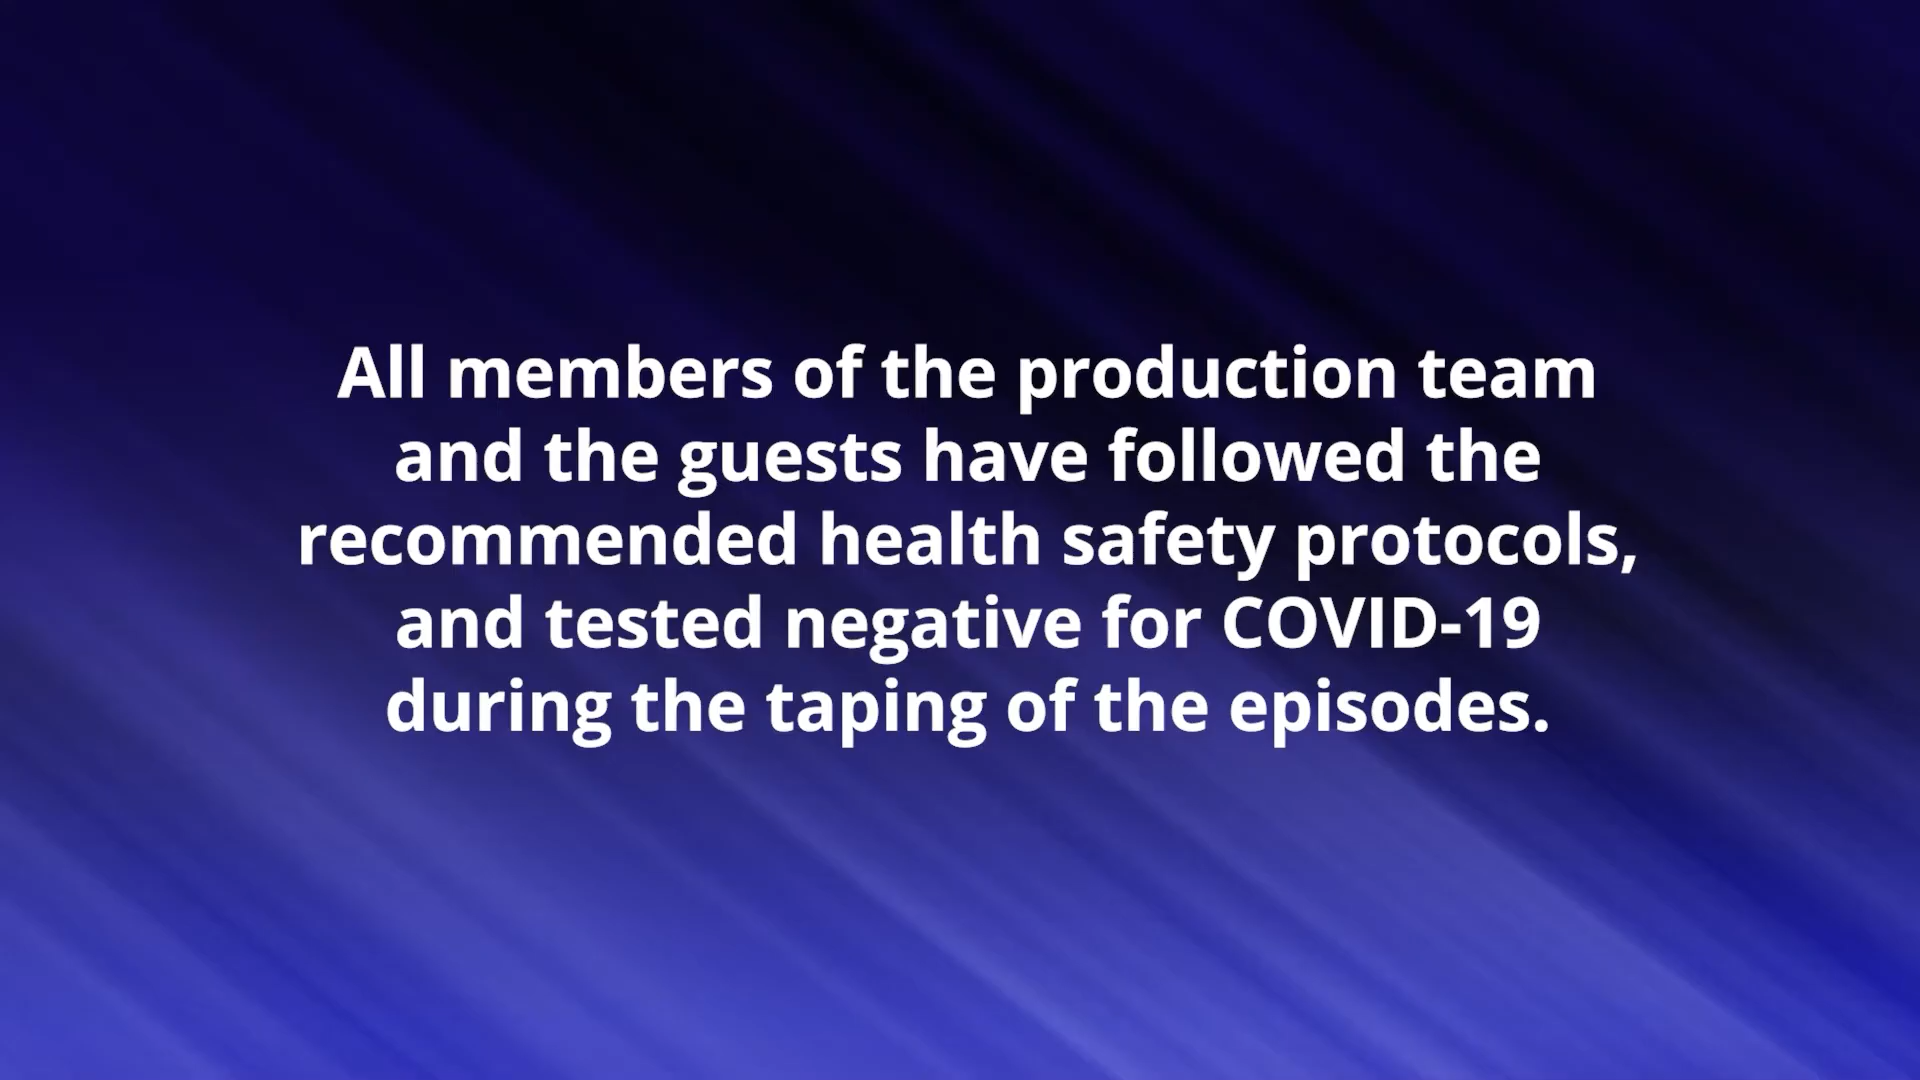 All members of the production team
and the guests have followed the
recommended health safety protocols,
and tested negative for COVID-19
during the taping of the episodes.